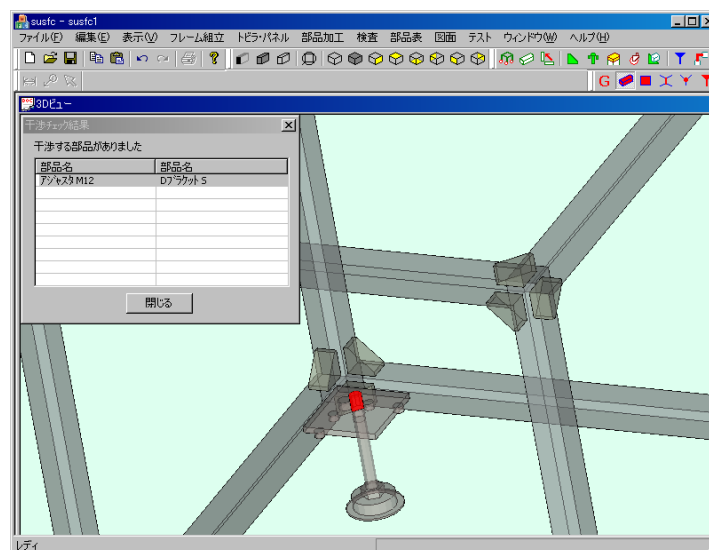 susfc - susfc1
ファイル(F) 編集(E) 表示(V) フレーム組立 トビラ・パネル 部品加工 検査 部品表 図面 テスト ウィンドウ(W) ヘルプ(H)
G
3Dビュー
干渉チェック結果
干渉する部品がありました
部品名 部品名
アジャスタ M12 Dブラケット S
閉じる
レディ